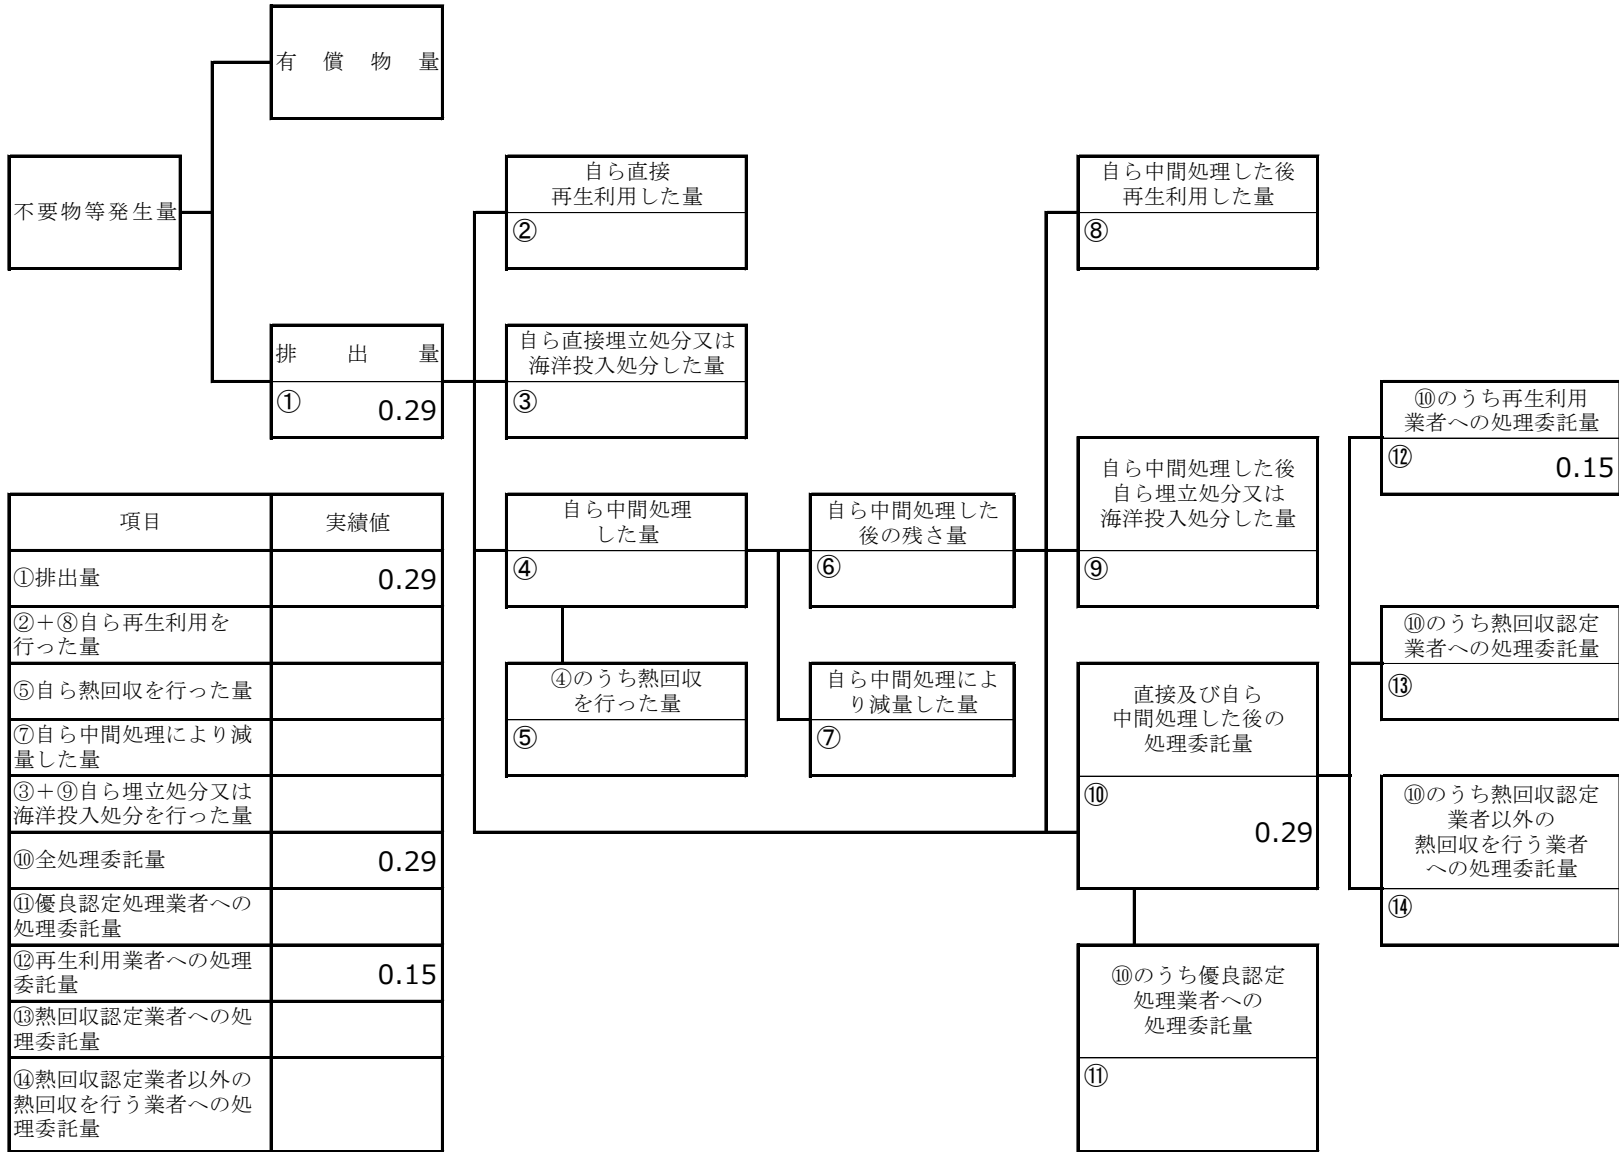 有償物量
不要物等発生量
排出量
① 0.29
自ら直接
再生利用した量
②
自ら直接埋立処分又は
海洋投入処分した量
③
自ら中間処理
した量
④
④のうち熱回収
を行った量
⑤
自ら中間処理した
後の残さ量
⑥
自ら中間処理によ
り減量した量
⑦
自ら中間処理した後
再生利用した量
⑧
自ら中間処理した後
自ら埋立処分又は
海洋投入処分した量
⑨
直接及び自ら
中間処理した後の
処理委託量
⑩
0.29
⑩のうち優良認定
処理業者への
処理委託量
⑪
⑩のうち再生利用
業者への処理委託量
⑫ 0.15
⑩のうち熱回収認定
業者への処理委託量
⑬
⑩のうち熱回収認定
業者以外の
熱回収を行う業者
への処理委託量
⑭
項目 実績値
①排出量 0.29
②＋⑧自ら再生利用を
行った量
⑤自ら熱回収を行った量
⑦自ら中間処理により減
量した量
③＋⑨自ら埋立処分又は
海洋投入処分を行った量
⑩全処理委託量 0.29
⑪優良認定処理業者への
処理委託量
⑫再生利用業者への処理
委託量 0.15
⑬熱回収認定業者への処
理委託量
⑭熱回収認定業者以外の
熱回収を行う業者への処
理委託量